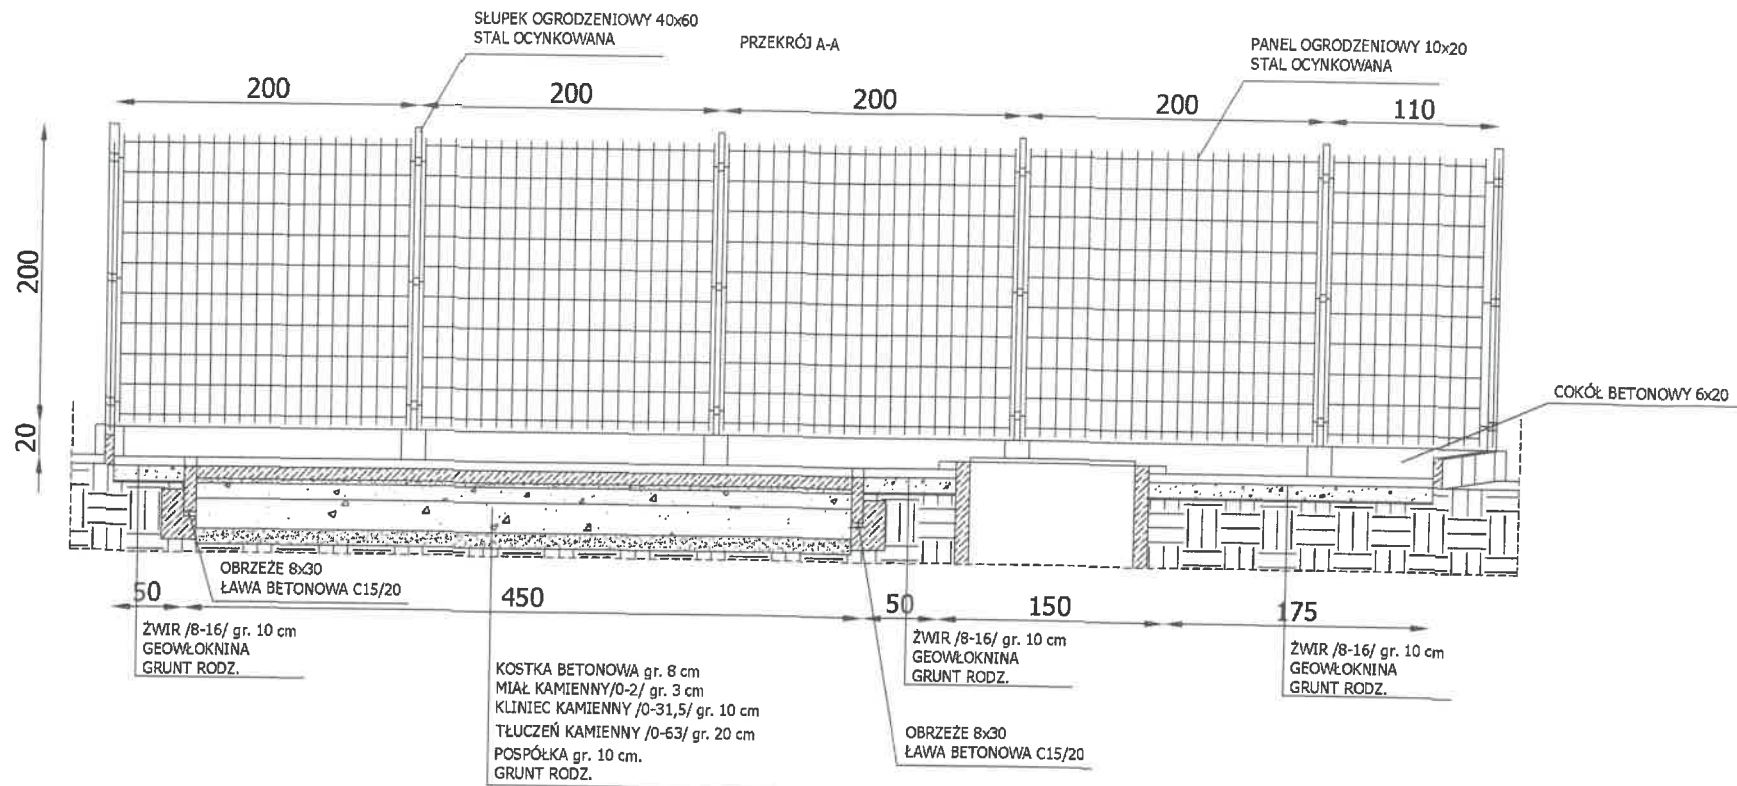 SŁUPEK OGRODZENIOWY 40x60
STAL OCYNKOWANA
PRZEKRÓJ A-A
PANEL OGRODZENIOWY 10x20
STAL OCYNKOWANA
200
200
200
200
110
200
20
COKÓŁ BETONOWY 6x20
OBRZEŻE 8x30
ŁAWA BETONOWA C15/20
50
450
50
150
175
ŻWIR /8-16/ gr. 10 cm
GEOWŁOKNINA
GRUNT RODZ.
KOSTKA BETONOWA gr. 8 cm
MIAŁ KAMIENNY/0-2/ gr. 3 cm
KLINIEC KAMIENNY /0-31,5/ gr. 10 cm
TŁUCZEŃ KAMIENNY /0-63/ gr. 20 cm
POSPÓŁKA gr. 10 cm.
GRUNT RODZ.
ŻWIR /8-16/ gr. 10 cm
GEOWŁOKNINA
GRUNT RODZ.
OBRZEŻE 8x30
ŁAWA BETONOWA C15/20
ŻWIR /8-16/ gr. 10 cm
GEOWŁOKNINA
GRUNT RODZ.